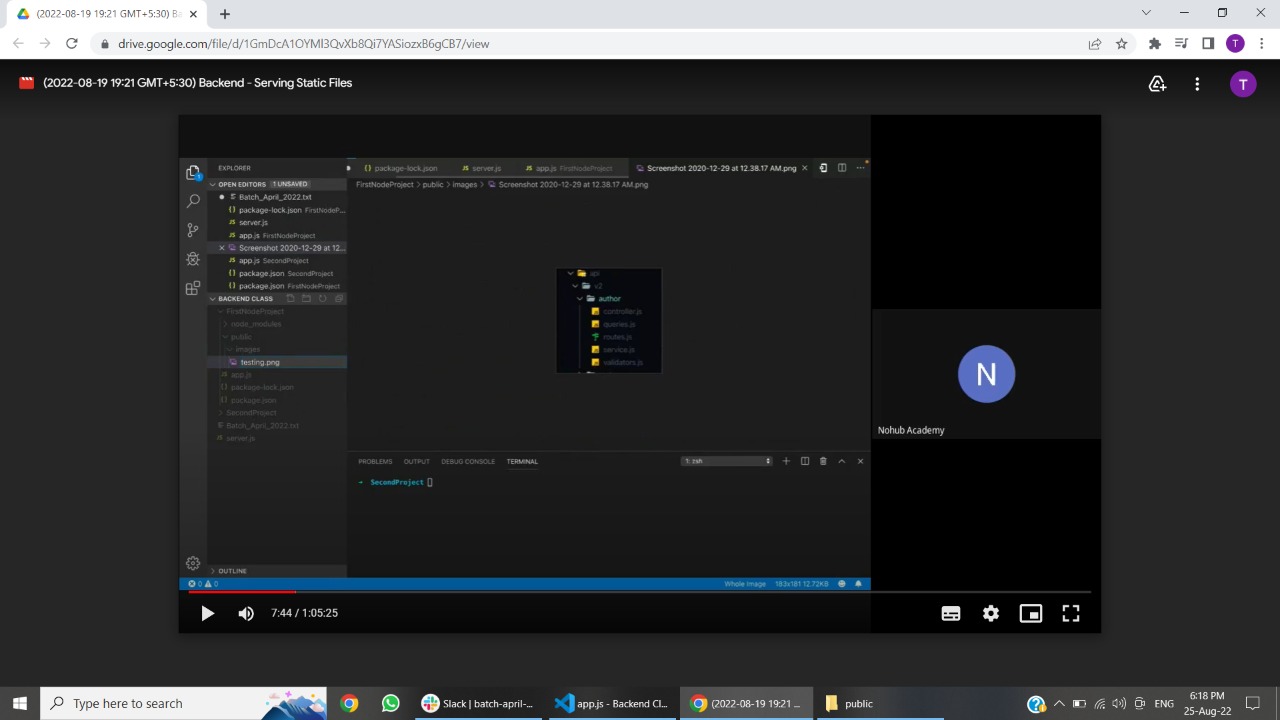 (2022-08-19 19:21 GMT+5:30) B
drive.google.com/file/d/1GmDcA1OYMl3QvXb8Qi7YASiozxB6gCB7/view
T
(2022-08-19 19:21 GMT+5:30) Backend - Serving Static Files
T
EXPLORER
package-lock.json
server.js
app.js FirstNodeProject
Screenshot 2020-12-29 at 12.38.17 AM.png
OPEN EDITORS 1 UNSAVED
FirstNodeProject > public > images > Screenshot 2020-12-29 at 12.38.17 AM.png
Batch_April_2022.txt
package-lock.json FirstNodeP...
server.js
app.js FirstNodeProject
Screenshot 2020-12-29 at 12...
app.js SecondProject
package.json SecondProject
package.json FirstNodeProject
BACKEND CLASS
FirstNodeProject
node_modules
public
images
testing.png
app.js
package-lock.json
package.json
SecondProject
Batch_April_2022.txt
server.js
api
v2
author
controller.js
queries.js
routes.js
service.js
validators.js
N
Nohub Academy
PROBLEMS OUTPUT DEBUG CONSOLE TERMINAL
1: zsh
→ SecondProject
OUTLINE
0 0
Whole Image 183x181 12.72KB
7:44 / 1:05:25
Type here to search
Slack | batch-april-...
app.js - Backend Cl...
(2022-08-19 19:21 ...
public
ENG
6:18 PM
25-Aug-22